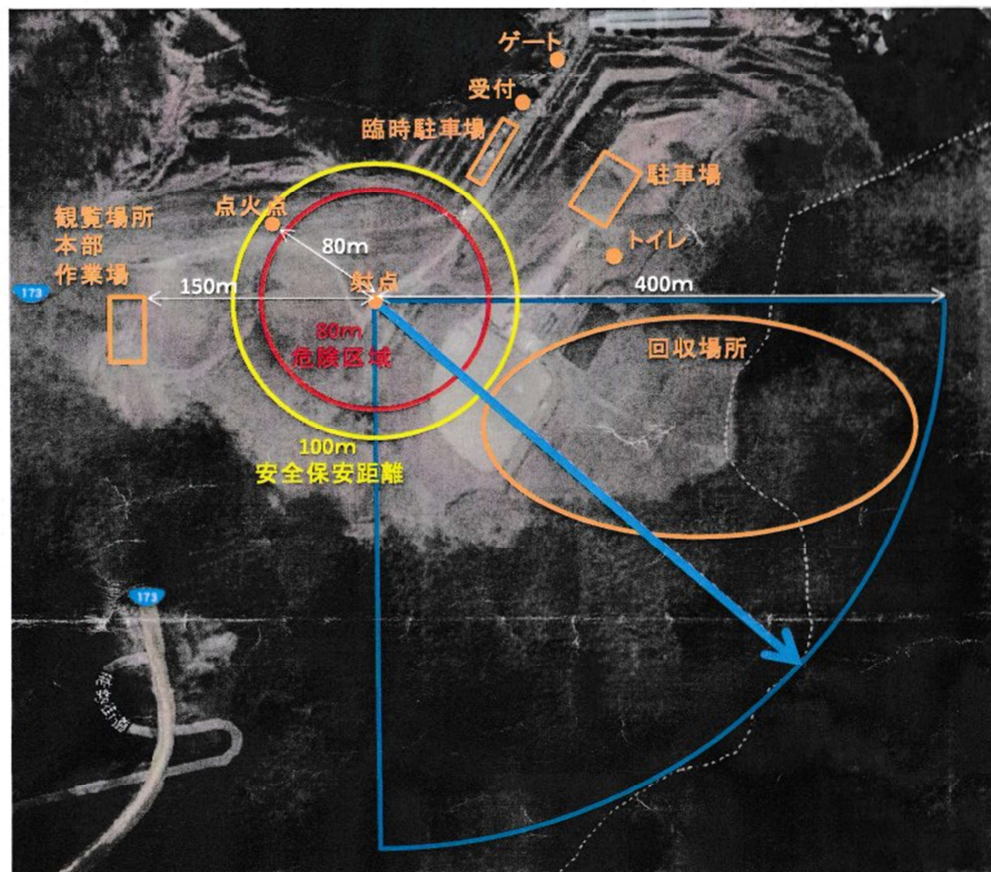 ゲート
受付
臨時駐車場
駐車場
点火点
観覧場所
本部
作業場
トイレ
80m
173
150m
射点
400m
80m
危険区域
回収場所
100m
安全保安距離
173